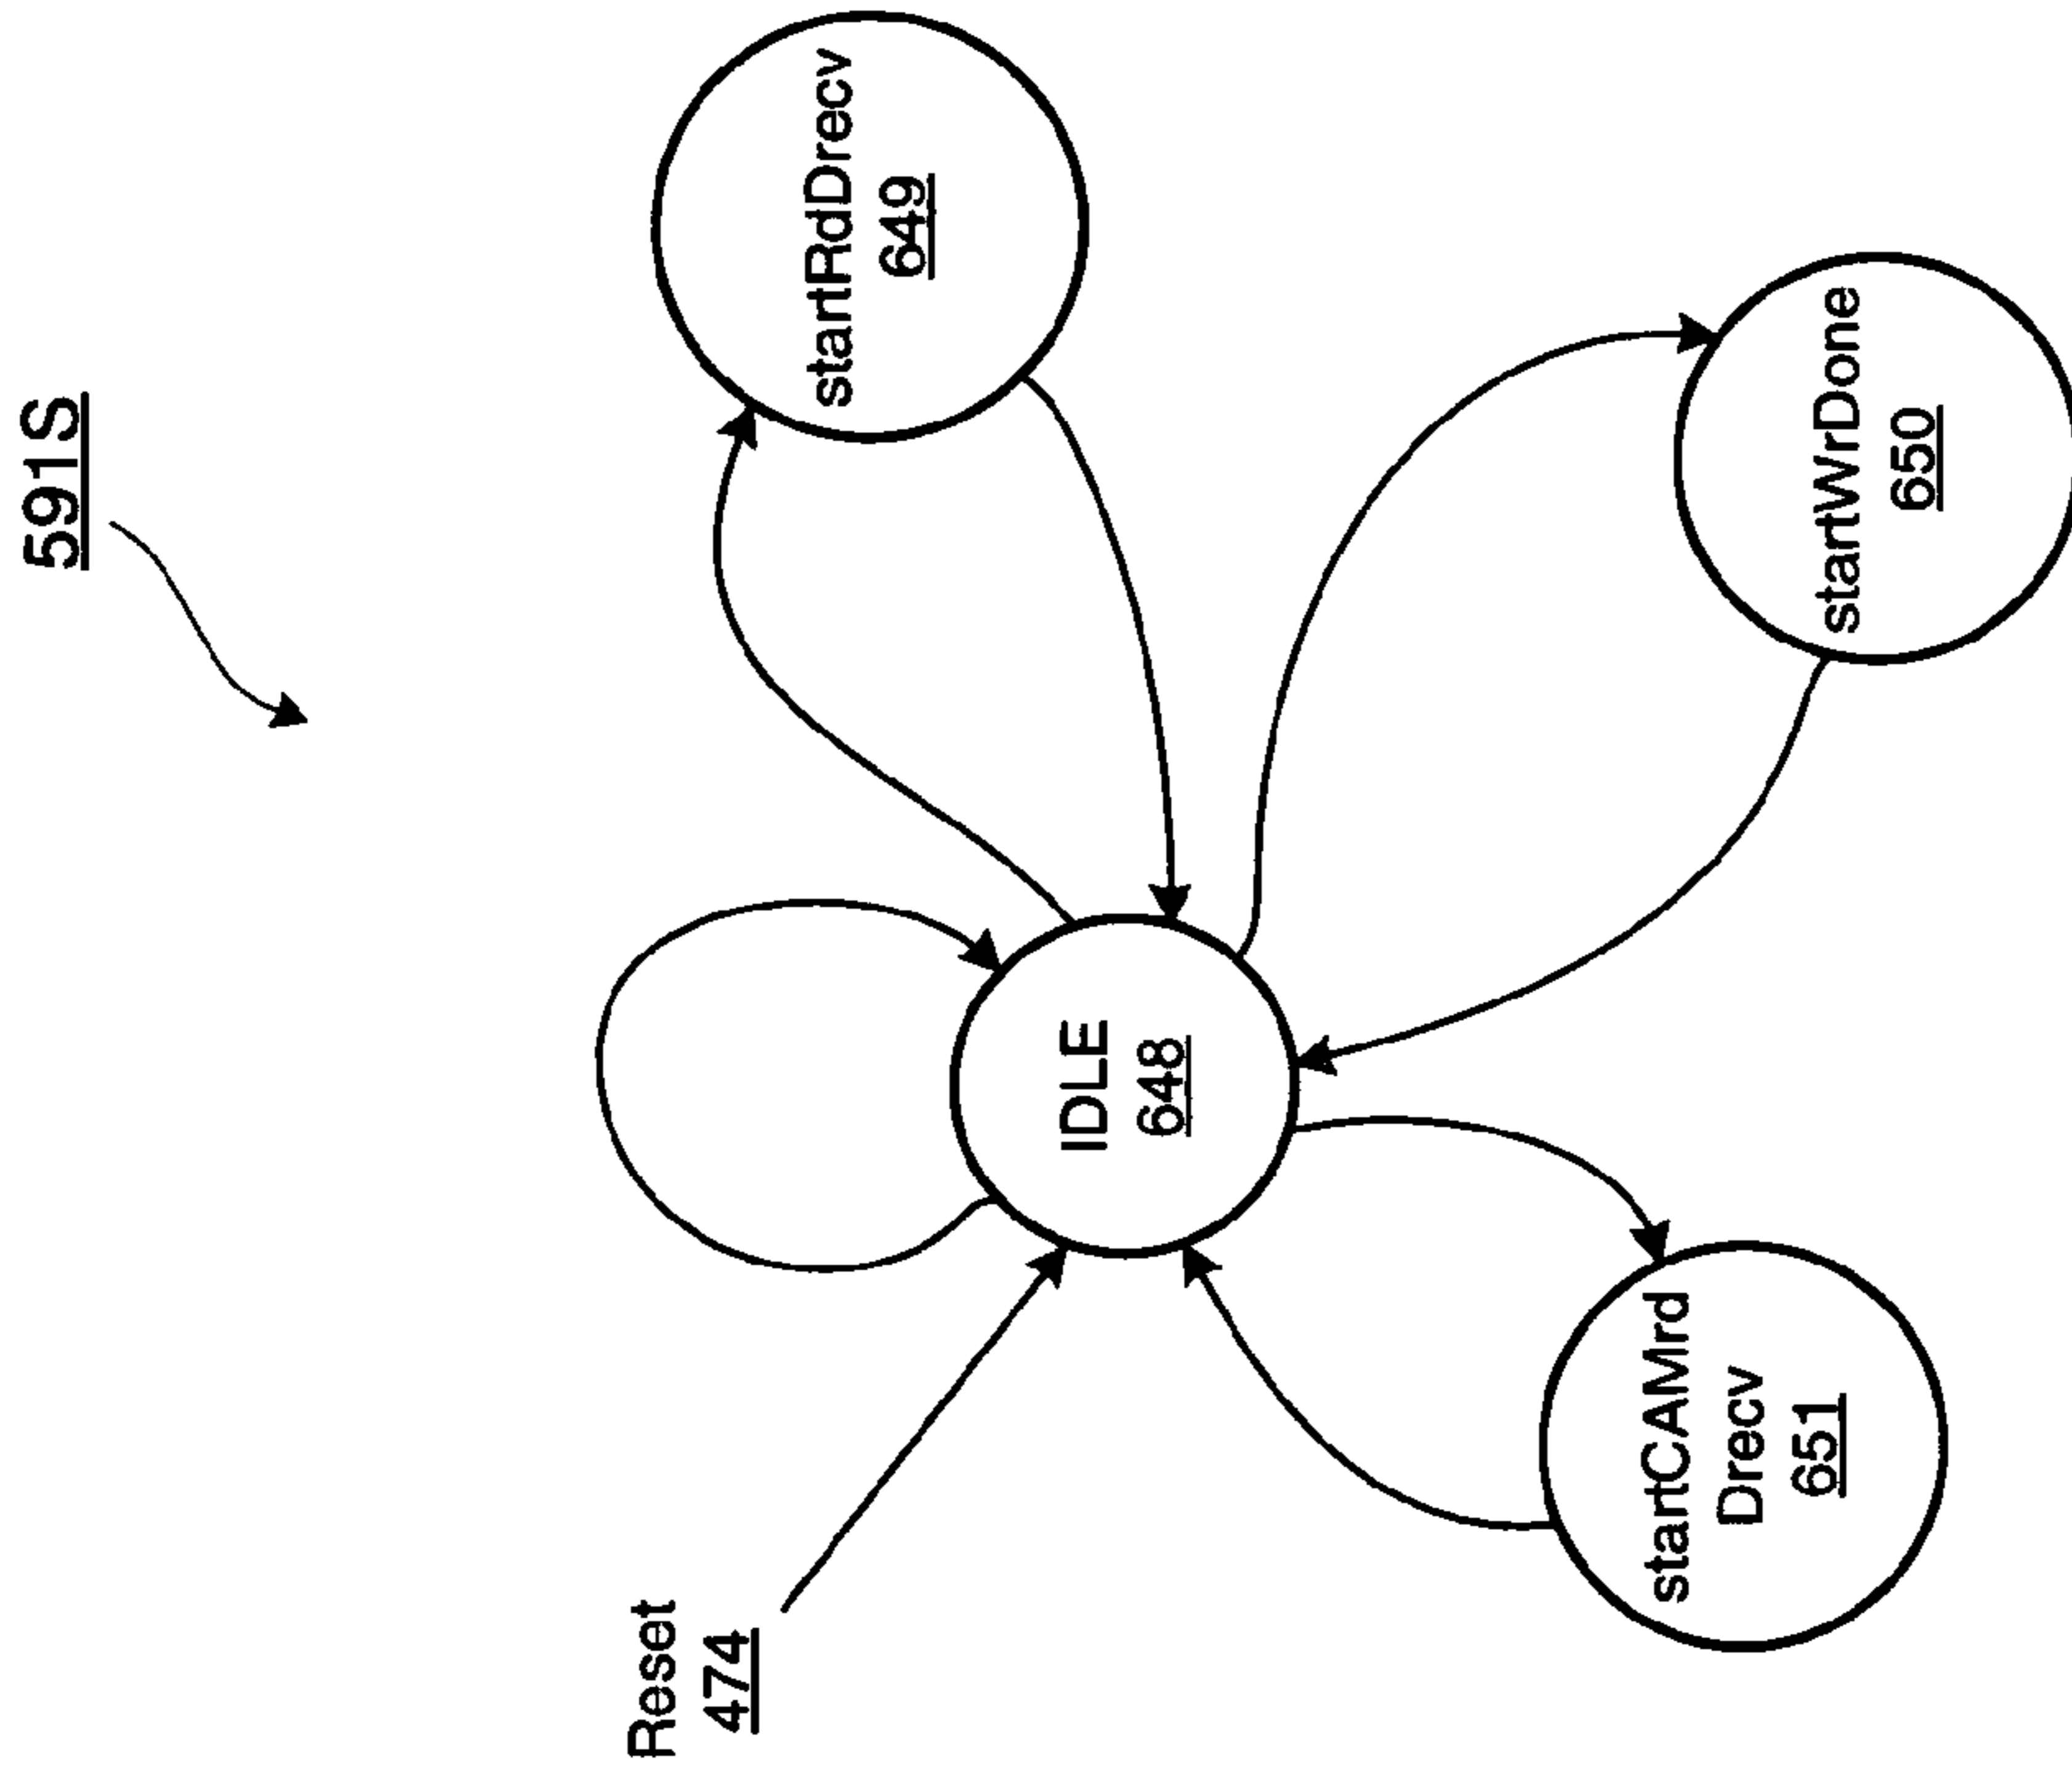 591S
Reset
474
IDLE
648
startRdDrecv
649
startCAMrd
Drecv
651
startWrDone
650